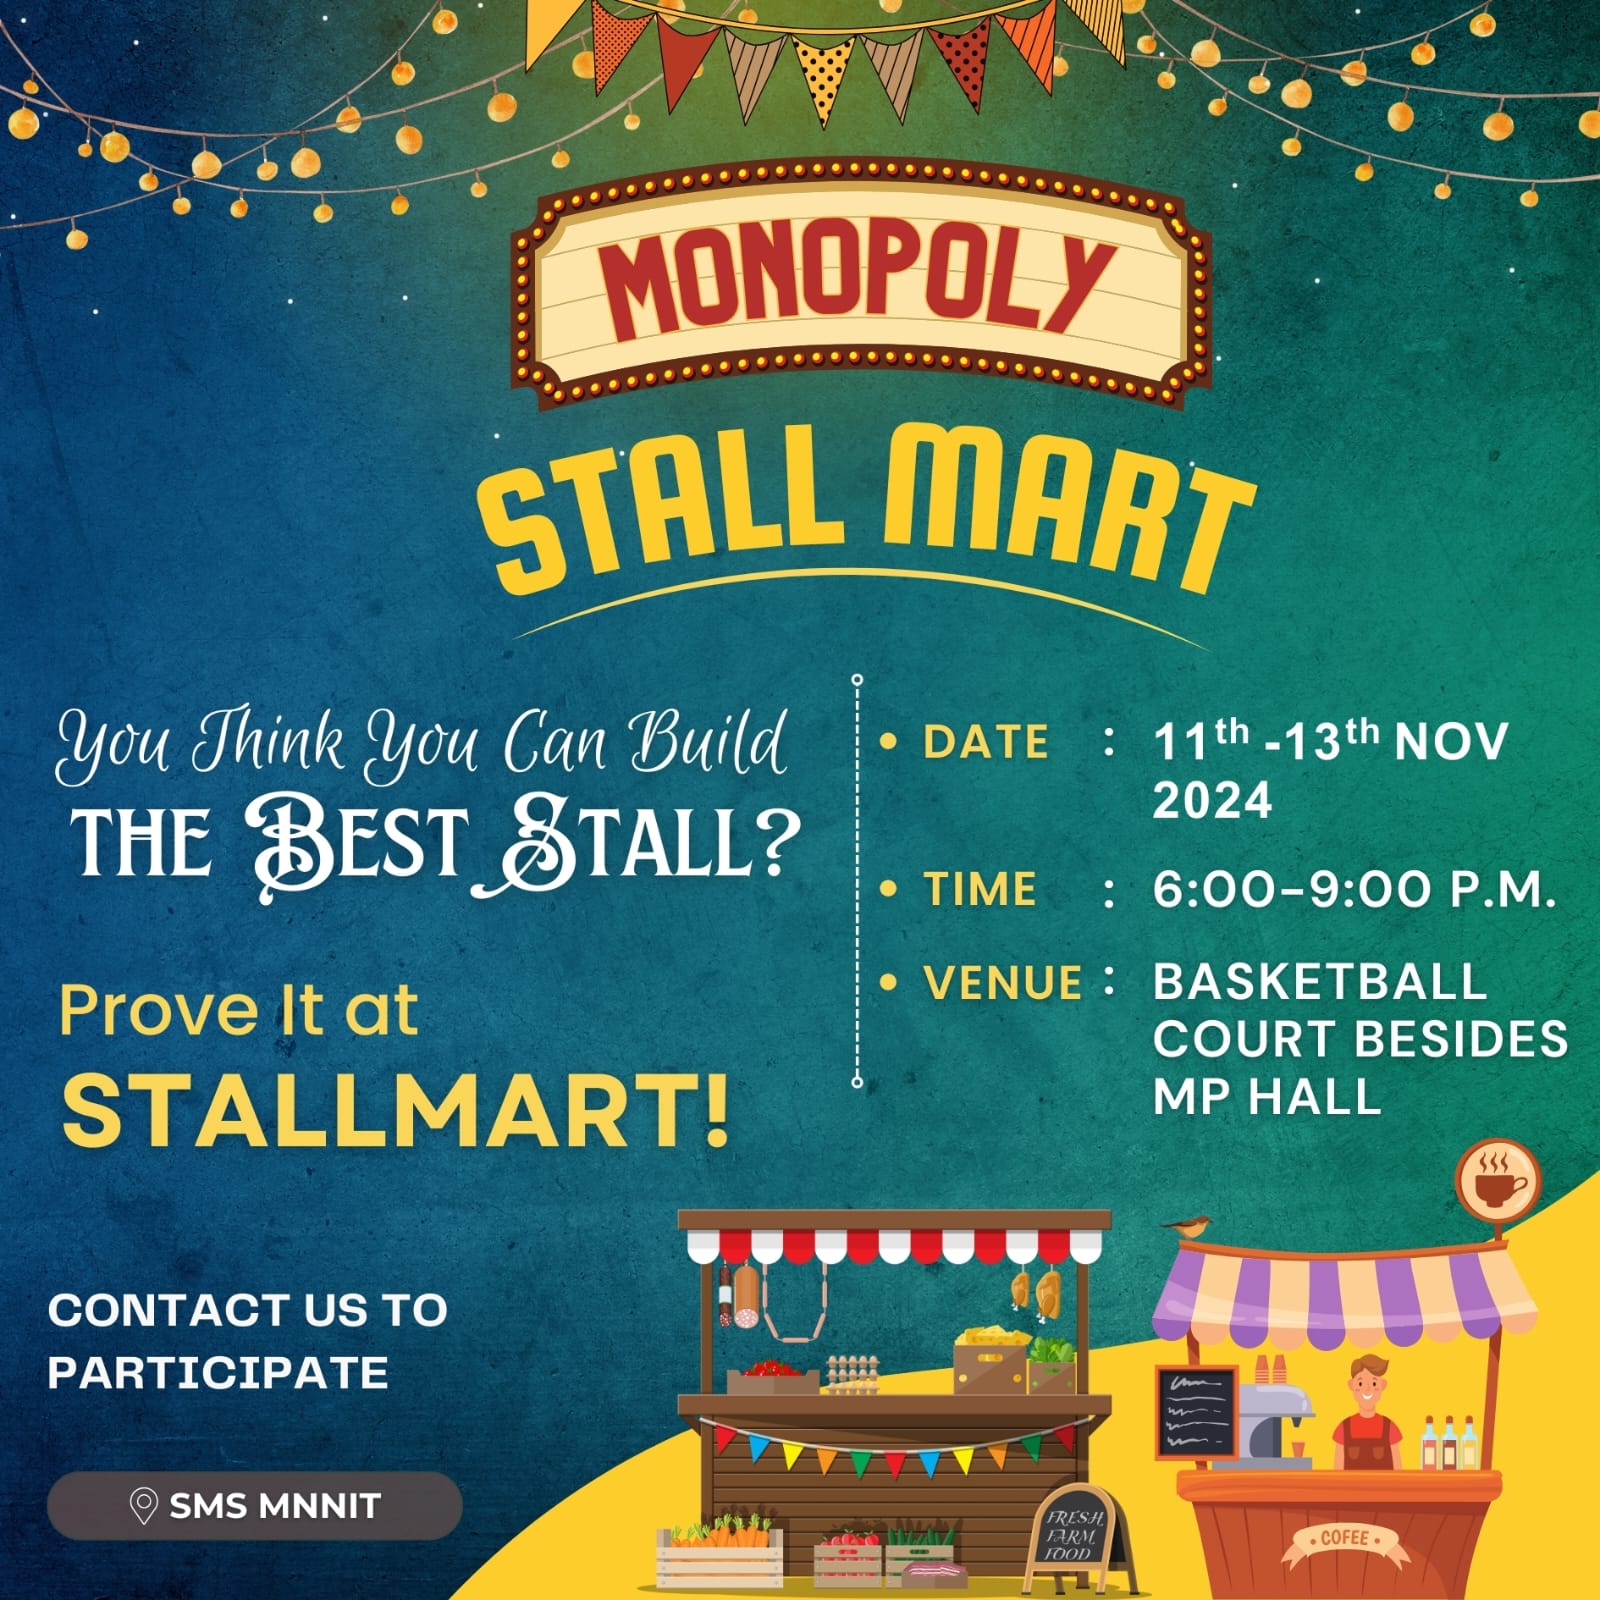 MONOPOLY
STALL MART
You Think You Can Build
THE BEST STALL?
Prove It at
STALLMART!
• DATE : 11th -13th NOV
2024
• TIME : 6:00-9:00 P.M.
• VENUE : BASKETBALL
COURT BESIDES
MP HALL
CONTACT US TO
PARTICIPATE
SMS MNNIT
FRESH
FARM
FOOD
• COFEE •